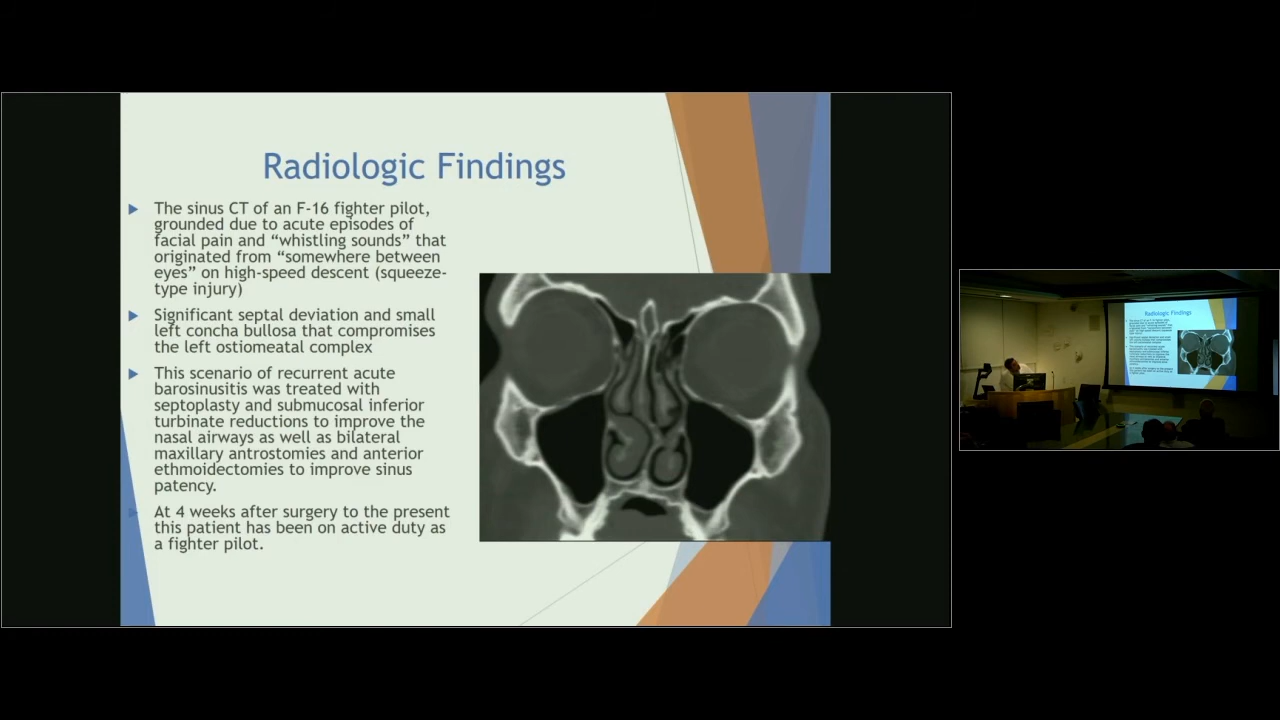 Radiologic Findings
The sinus CT of an F-16 fighter pilot,
grounded due to acute episodes of
facial pain and “whistling sounds” that
originated from “somewhere between
eyes” on high-speed descent (squeeze-
type injury)
Significant septal deviation and small
left concha bullosa that compromises
the left ostiomeatal complex
This scenario of recurrent acute
barosinusitis was treated with
septoplasty and submucosal inferior
turbinate reductions to improve the
nasal airways as well as bilateral
maxillary antrostomies and anterior
ethmoidectomies to improve sinus
patency.
At 4 weeks after surgery to the present
this patient has been on active duty as
a fighter pilot.
Radiologic Findings